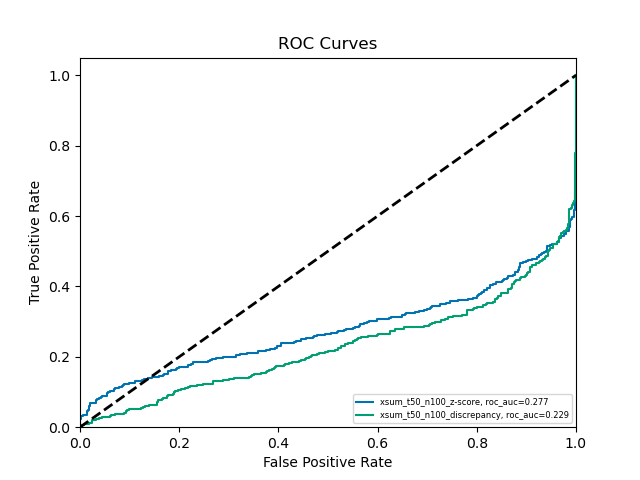 ROC Curves
True Positive Rate
1.0
0.8
0.6
0.4
0.2
0.0
0.0 0.2 0.4 0.6 0.8 1.0
False Positive Rate
xsum_t50_n100_z-score, roc_auc=0.277
xsum_t50_n100_discrepancy, roc_auc=0.229